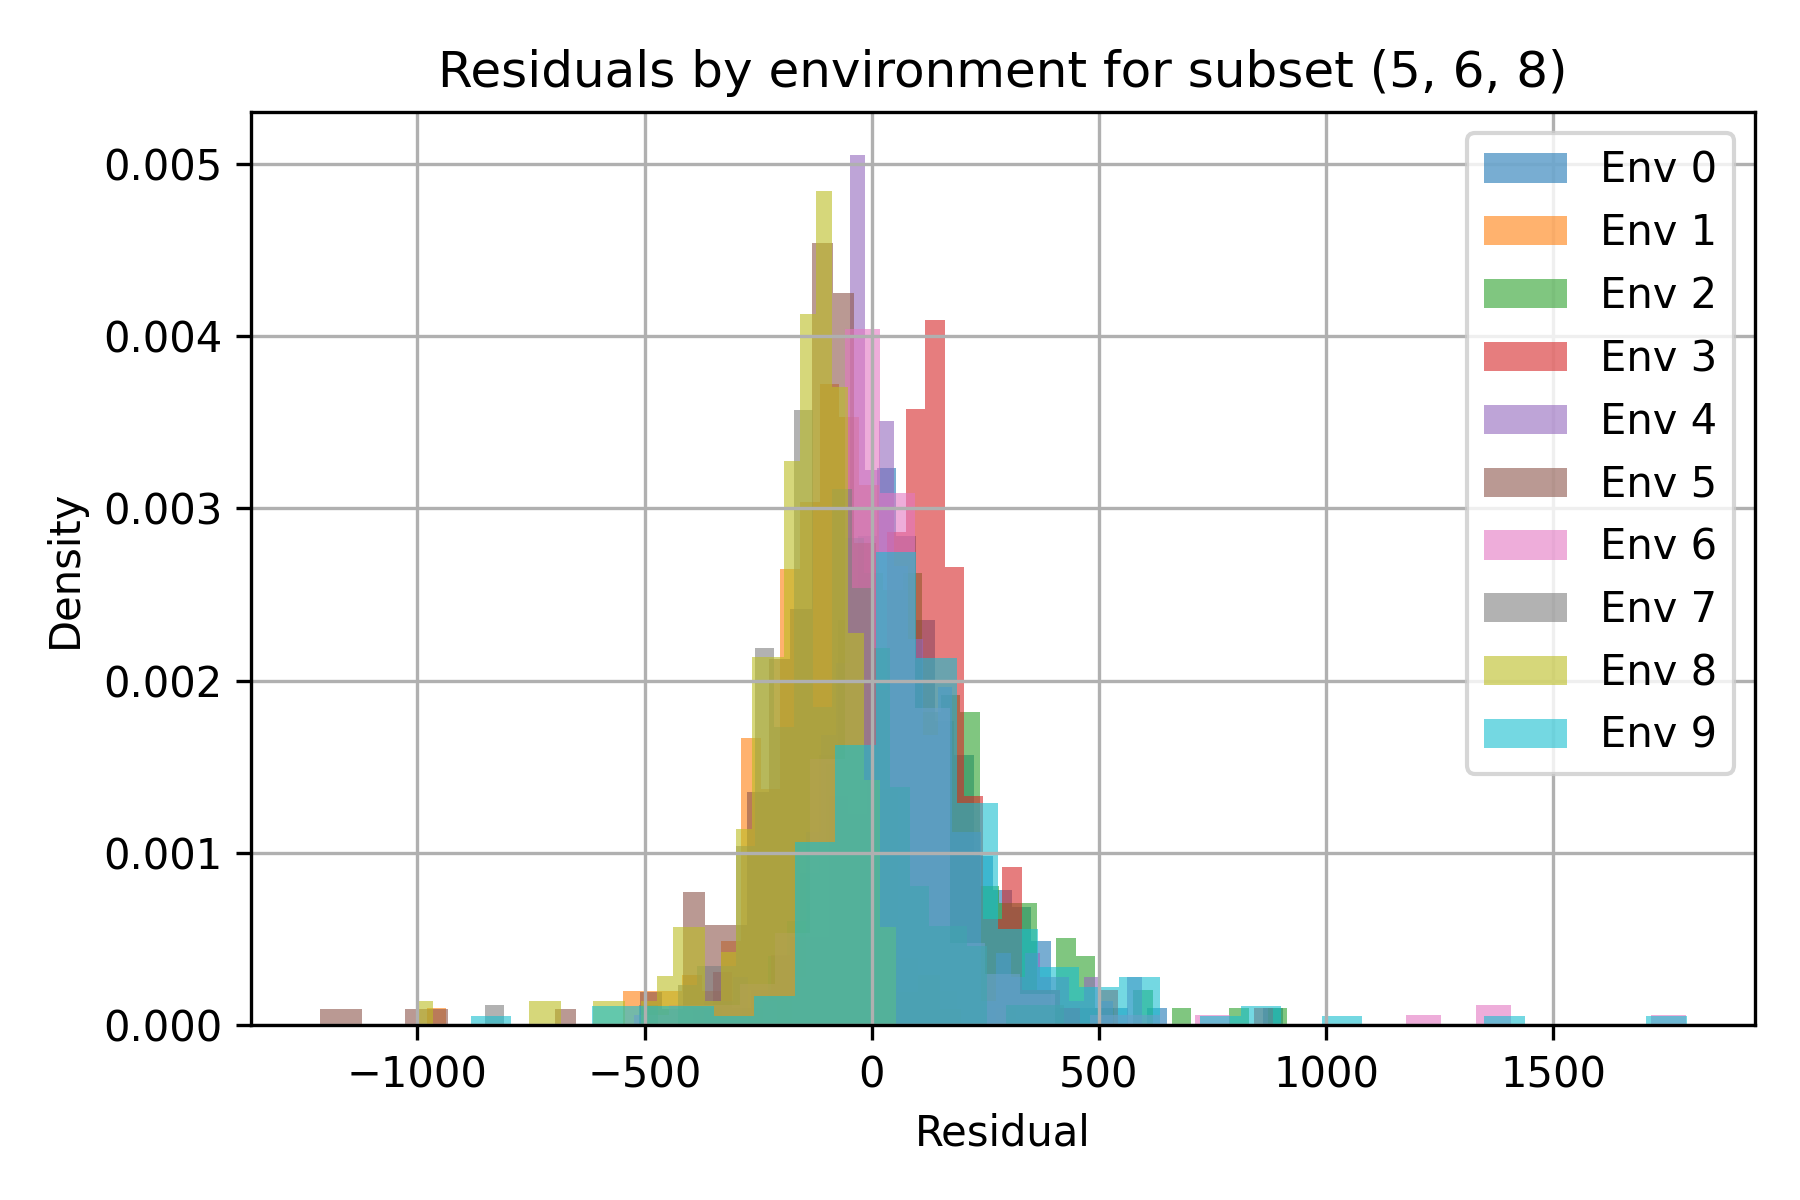 Residuals by environment for subset (5, 6, 8)
Density
0.005
0.004
0.003
0.002
0.001
0.000
−1000
−500
0
500
1000
1500
Residual
Env 0
Env 1
Env 2
Env 3
Env 4
Env 5
Env 6
Env 7
Env 8
Env 9